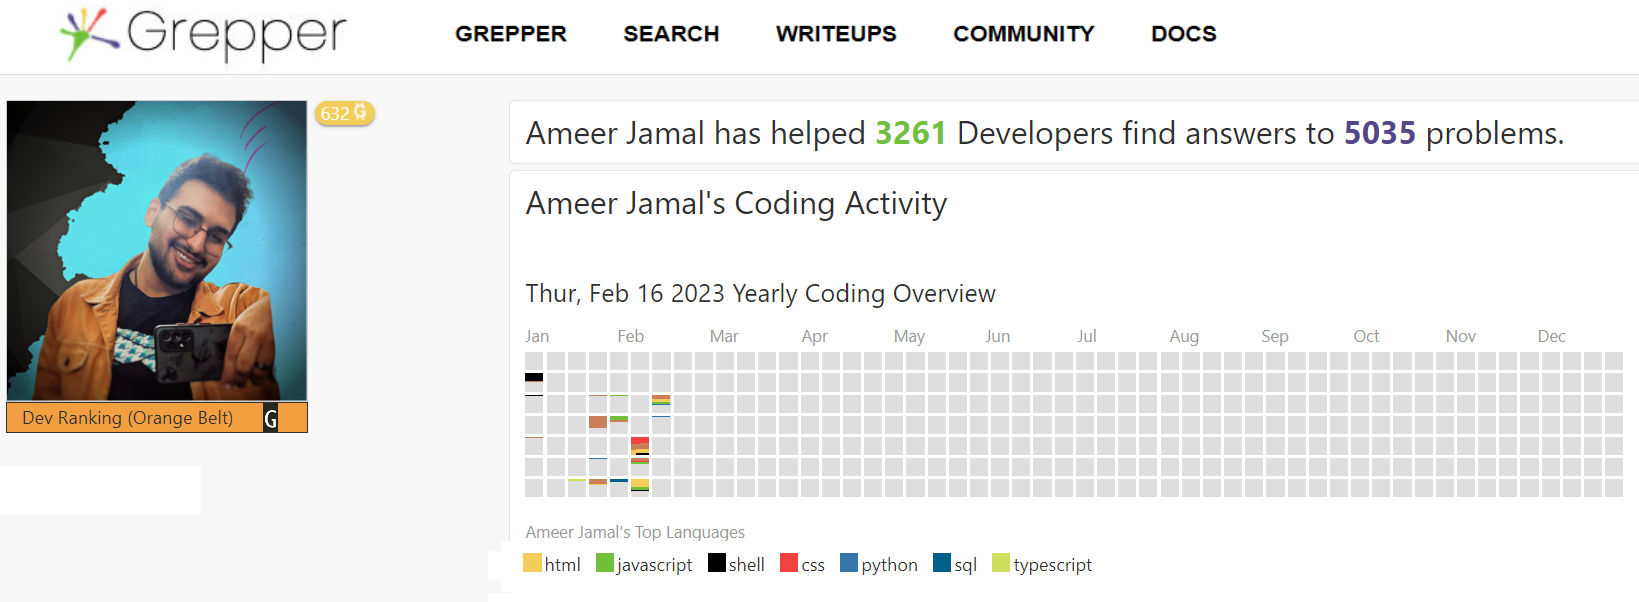 Grepper
GREPPER SEARCH WRITEUPS COMMUNITY DOCS
632
Dev Ranking (Orange Belt) G
Ameer Jamal has helped 3261 Developers find answers to 5035 problems.
Ameer Jamal's Coding Activity
Thur, Feb 16 2023 Yearly Coding Overview
Jan Feb Mar Apr May Jun Jul Aug Sep Oct Nov Dec
Ameer Jamal's Top Languages
html javascript shell css python sql typescript